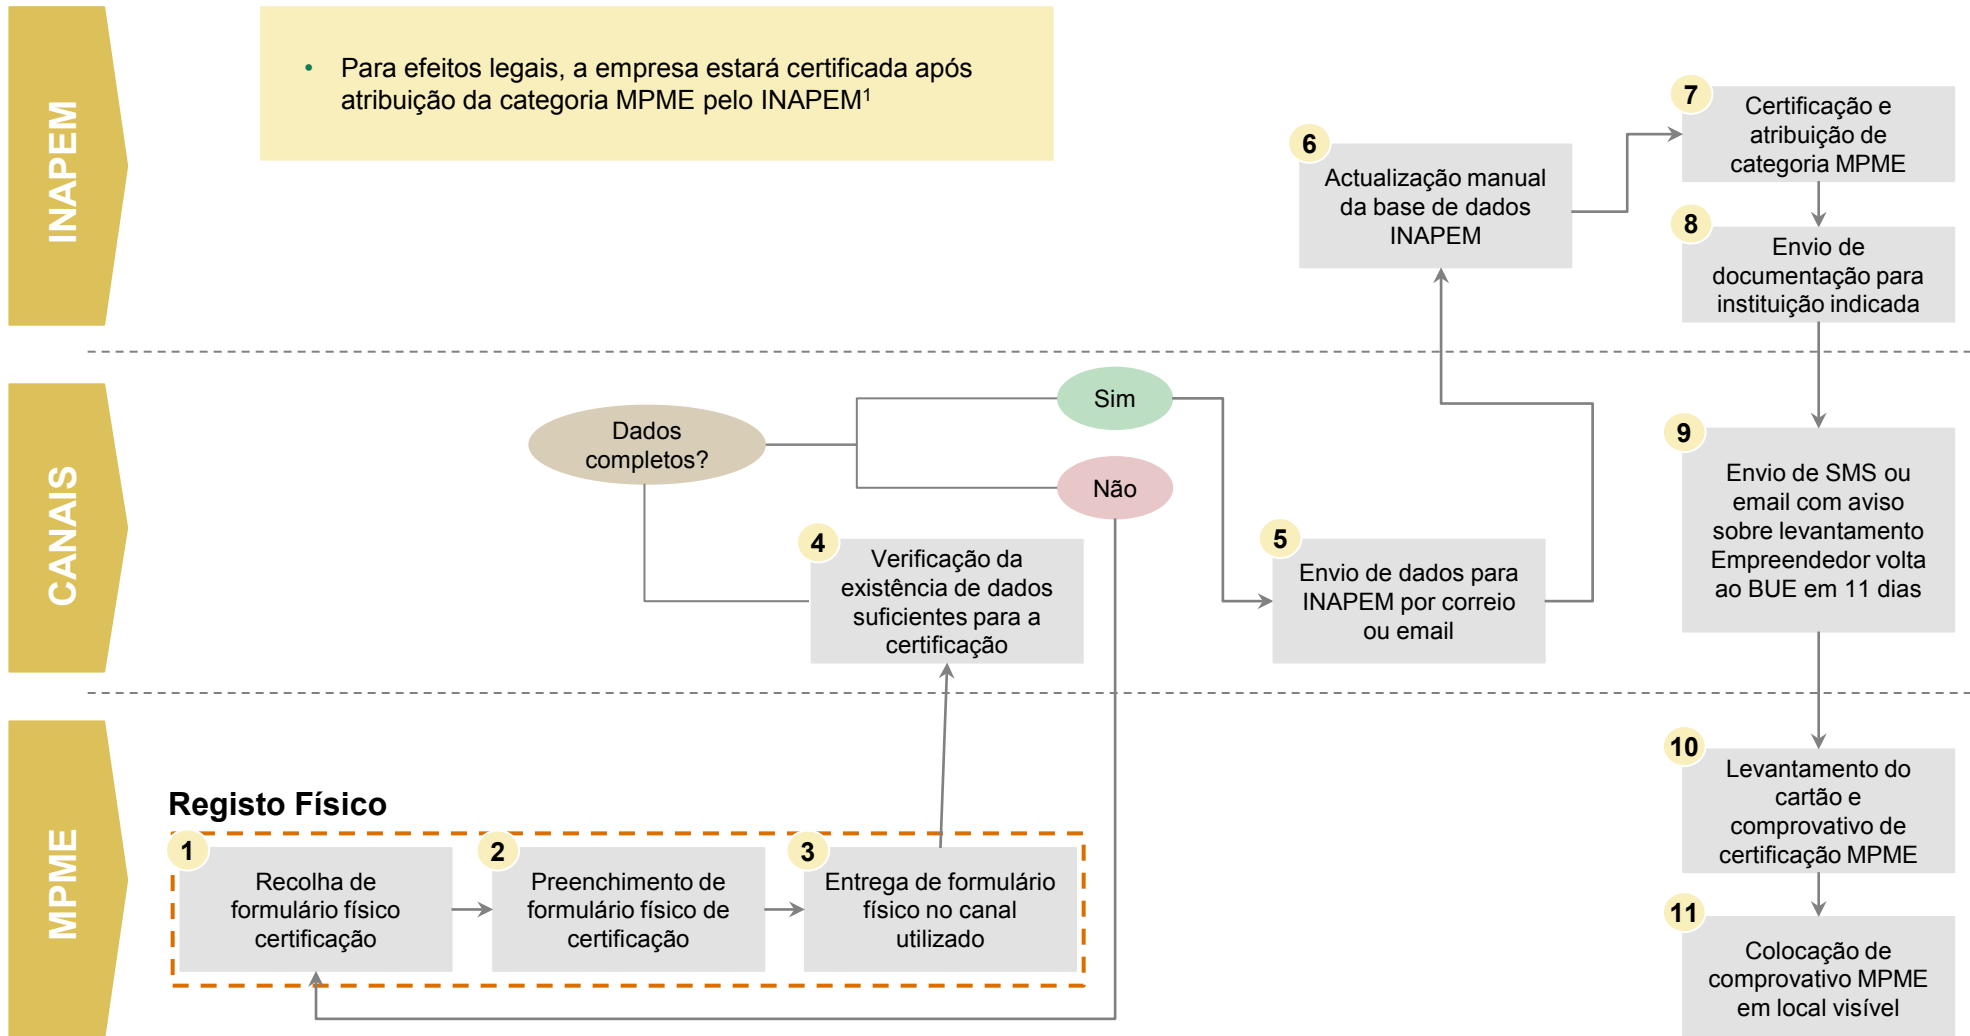 INAPEM
• Para efeitos legais, a empresa estará certificada após
atribuição da categoria MPME pelo INAPEM¹
6
Actualização manual
da base de dados
INAPEM
7
Certificação e
atribuição de
categoria MPME
8
Envio de
documentação para
instituição indicada
CANAIS
Dados
completos?
Sim
Não
4
Verificação da
existência de dados
suficientes para a
certificação
5
Envio de dados para
INAPEM por correio
ou email
9
Envio de SMS ou
email com aviso
sobre levantamento
Empreendedor volta
ao BUE em 11 dias
MPME
Registo Físico
1
Recolha de
formulário físico
certificação
2
Preenchimento de
formulário físico de
certificação
3
Entrega de formulário
físico no canal
utilizado
10
Levantamento do
cartão e
comprovativo de
certificação MPME
11
Colocação de
comprovativo MPME
em local visível